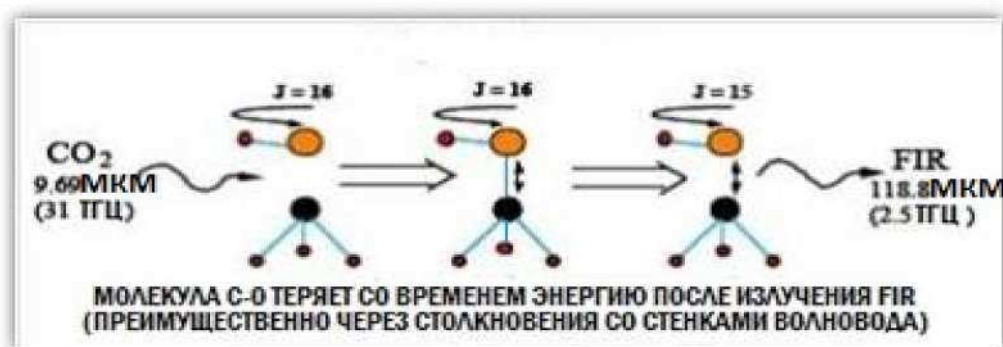 J = 16
J = 16
J = 15
CO₂
9.69МКМ
(31 ТГЦ)
FIR
118.8МКМ
(2.5ТГЦ )
МОЛЕКУЛА С-О ТЕРЯЕТ СО ВРЕМЕНЕМ ЭНЕРГИЮ ПОСЛЕ ИЗЛУЧЕНИЯ FIR
(ПРЕИМУЩЕСТВЕННО ЧЕРЕЗ СТОЛКНОВЕНИЯ СО СТЕНКАМИ ВОЛНОВОДА)